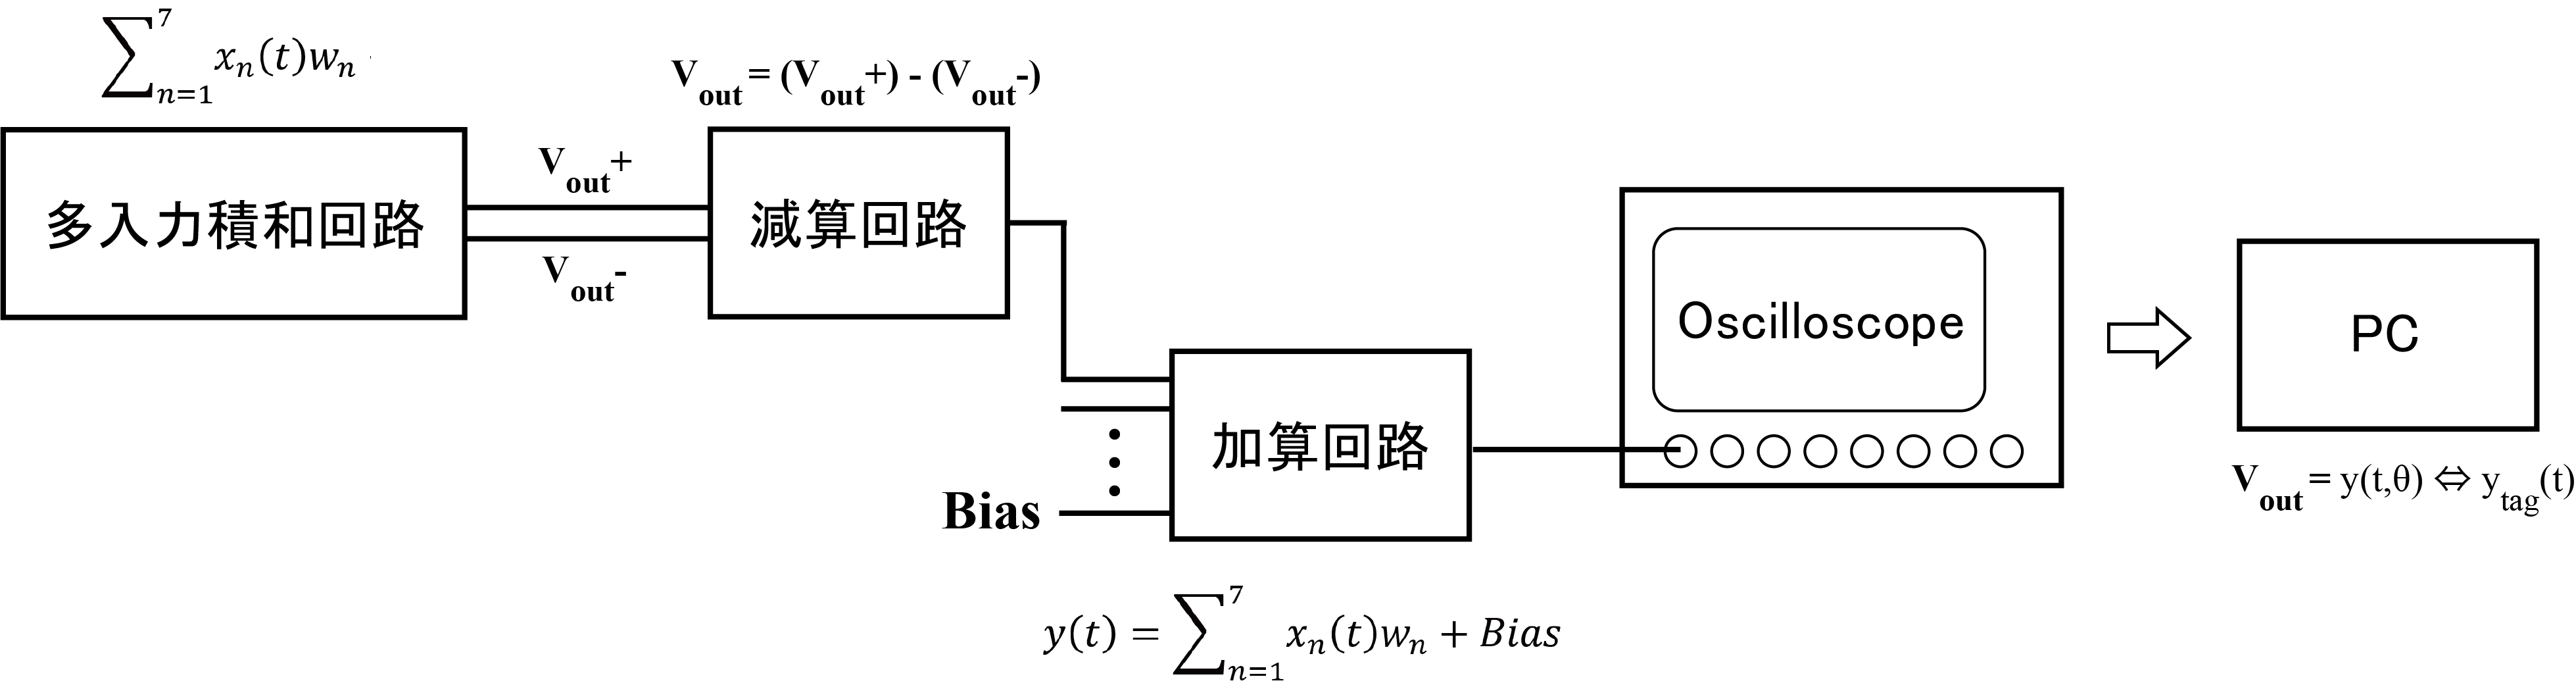 ∑_{n=1}^{7} x_n(t)w_n
V_out = (V_out+) - (V_out-)
V_out+
多入力積和回路
減算回路
V_out-
Oscilloscope
PC
加算回路
Bias
V_out = y(t,θ) ⇔ y_tag(t)
y(t) = ∑_{n=1}^{7} x_n(t)w_n + Bias